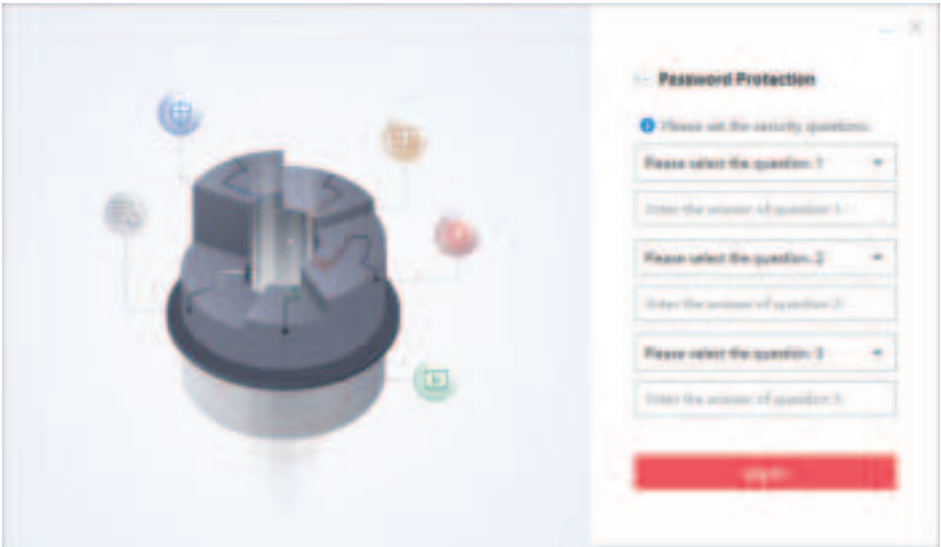 Password Protection
Please set the security questions.
Please select the question 1
Enter the answer of question 1
Please select the question 2
Enter the answer of question 2
Please select the question 3
Enter the answer of question 3